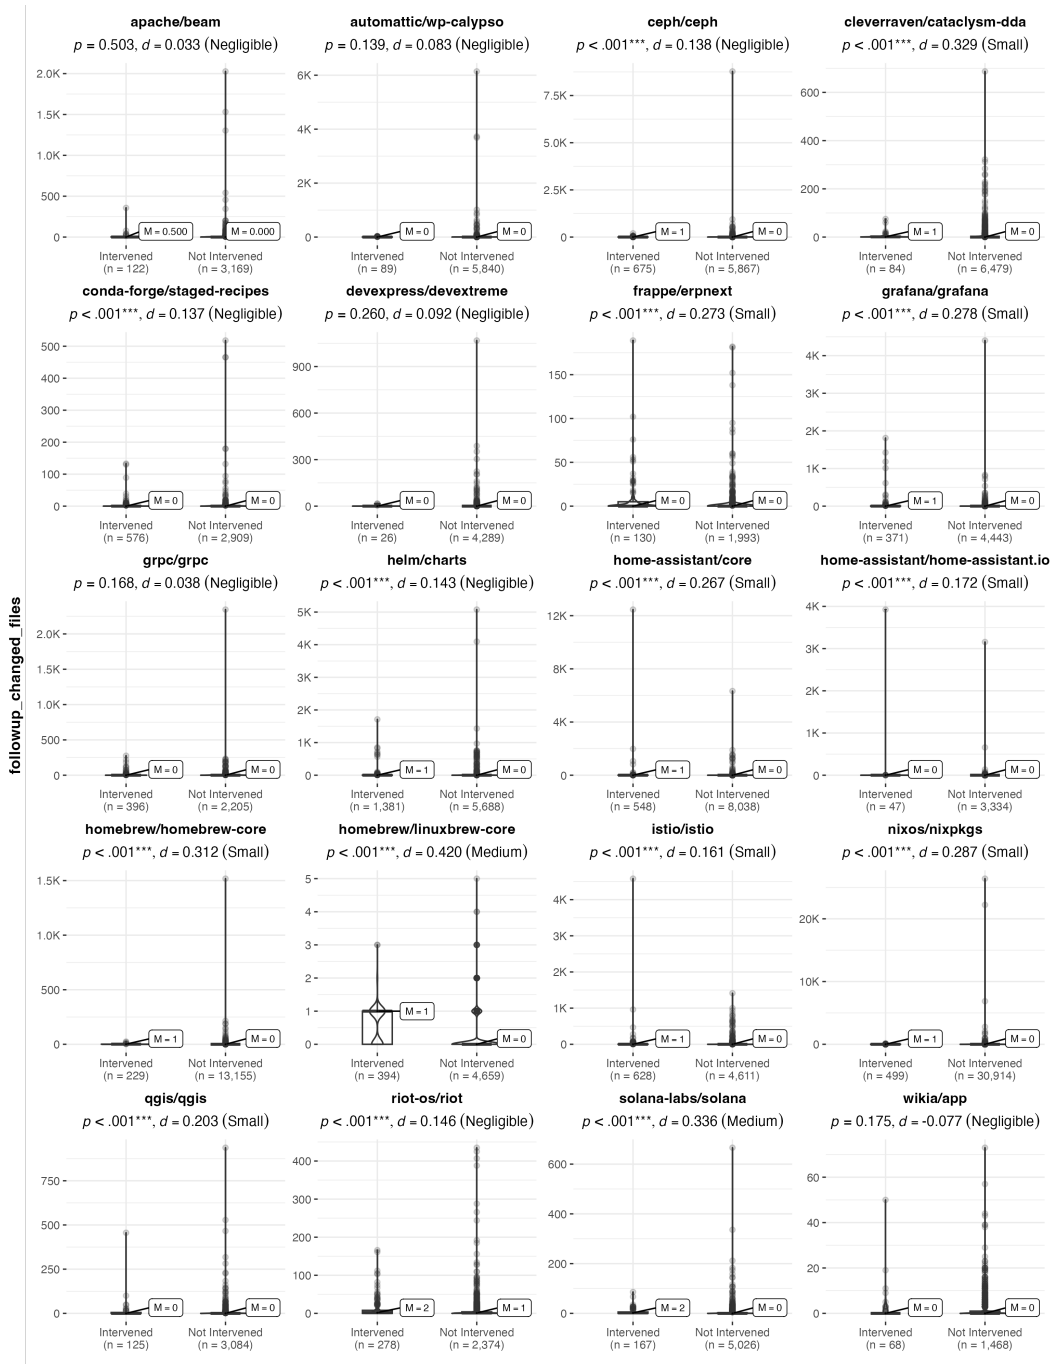 followup_changed_files
apache/beam
p = 0.503, d = 0.033 (Negligible)
2.0K
1.5K
1.0K
500
0
M = 0.500
M = 0.000
Intervened
(n = 122)
Not Intervened
(n = 3,169)
automattic/wp-calypso
p = 0.139, d = 0.083 (Negligible)
6K
4K
2K
0
M = 0
M = 0
Intervened
(n = 89)
Not Intervened
(n = 5,840)
ceph/ceph
p < .001***, d = 0.138 (Negligible)
7.5K
5.0K
2.5K
0
M = 1
M = 0
Intervened
(n = 675)
Not Intervened
(n = 5,867)
cleverraven/cataclysm-dda
p < .001***, d = 0.329 (Small)
600
400
200
0
M = 1
M = 0
Intervened
(n = 84)
Not Intervened
(n = 6,479)
conda-forge/staged-recipes
p < .001***, d = 0.137 (Negligible)
500
400
300
200
100
0
M = 0
M = 0
Intervened
(n = 576)
Not Intervened
(n = 2,909)
devexpress/devextreme
p = 0.260, d = 0.092 (Negligible)
900
600
300
0
M = 0
M = 0
Intervened
(n = 26)
Not Intervened
(n = 4,289)
frappe/erpnext
p < .001***, d = 0.273 (Small)
150
100
50
0
M = 0
M = 0
Intervened
(n = 130)
Not Intervened
(n = 1,993)
grafana/grafana
p < .001***, d = 0.278 (Small)
4K
3K
2K
1K
0
M = 1
M = 0
Intervened
(n = 371)
Not Intervened
(n = 4,443)
grpc/grpc
p = 0.168, d = 0.038 (Negligible)
2.0K
1.5K
1.0K
500
0
M = 0
M = 0
Intervened
(n = 396)
Not Intervened
(n = 2,205)
helm/charts
p < .001***, d = 0.143 (Negligible)
5K
4K
3K
2K
1K
0
M = 1
M = 0
Intervened
(n = 1,381)
Not Intervened
(n = 5,688)
home-assistant/core
p < .001***, d = 0.267 (Small)
12K
8K
4K
0
M = 1
M = 0
Intervened
(n = 548)
Not Intervened
(n = 8,038)
home-assistant/home-assistant.io
p < .001***, d = 0.172 (Small)
4K
3K
2K
1K
0
M = 0
M = 0
Intervened
(n = 47)
Not Intervened
(n = 3,334)
homebrew/homebrew-core
p < .001***, d = 0.312 (Small)
1.5K
1.0K
500
0
M = 1
M = 0
Intervened
(n = 229)
Not Intervened
(n = 13,155)
homebrew/linuxbrew-core
p < .001***, d = 0.420 (Medium)
5
4
3
2
1
0
M = 1
M = 0
Intervened
(n = 394)
Not Intervened
(n = 4,659)
istio/istio
p < .001***, d = 0.161 (Small)
4K
3K
2K
1K
0
M = 1
M = 0
Intervened
(n = 628)
Not Intervened
(n = 4,611)
nixos/nixpkgs
p < .001***, d = 0.287 (Small)
20K
10K
0
M = 1
M = 0
Intervened
(n = 499)
Not Intervened
(n = 30,914)
qgis/qgis
p < .001***, d = 0.203 (Small)
750
500
250
0
M = 0
M = 0
Intervened
(n = 125)
Not Intervened
(n = 3,084)
riot-os/riot
p < .001***, d = 0.146 (Negligible)
400
300
200
100
0
M = 2
M = 1
Intervened
(n = 278)
Not Intervened
(n = 2,374)
solana-labs/solana
p < .001***, d = 0.336 (Medium)
600
400
200
0
M = 2
M = 0
Intervened
(n = 167)
Not Intervened
(n = 5,026)
wikia/app
p = 0.175, d = -0.077 (Negligible)
60
40
20
0
M = 0
M = 0
Intervened
(n = 68)
Not Intervened
(n = 1,468)